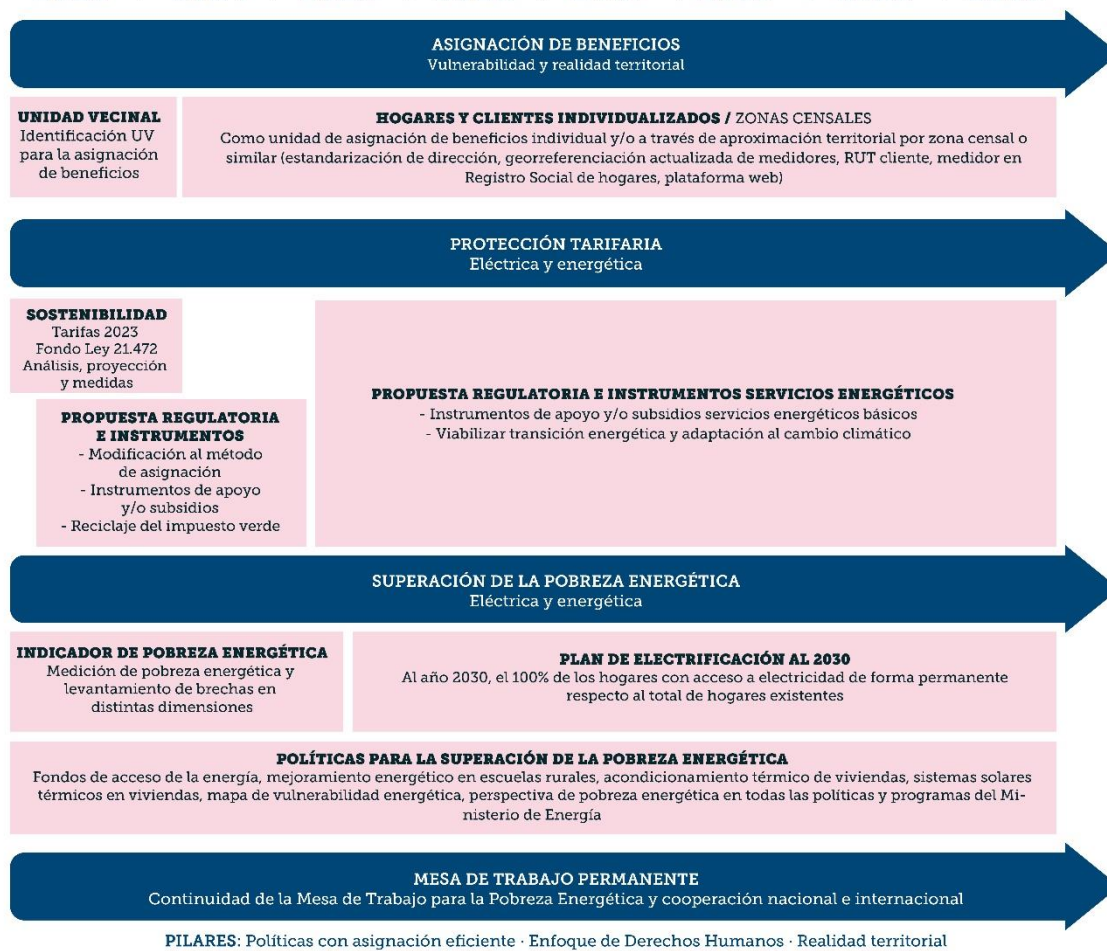 ASIGNACIÓN DE BENEFICIOS
Vulnerabilidad y realidad territorial
UNIDAD VECINAL
Identificación UV
para la asignación
de beneficios
HOGARES Y CLIENTES INDIVIDUALIZADOS / ZONAS CENSALES
Como unidad de asignación de beneficios individual y/o a través de aproximación territorial por zona censal o
similar (estandarización de dirección, georreferenciación actualizada de medidores, RUT cliente, medidor en
Registro Social de hogares, plataforma web)
PROTECCIÓN TARIFARIA
Eléctrica y energética
SOSTENIBILIDAD
Tarifas 2023
Fondo Ley 21.472
Análisis, proyección
y medidas
PROPUESTA REGULATORIA
E INSTRUMENTOS
- Modificación al método
de asignación
- Instrumentos de apoyo
y/o subsidios
- Reciclaje del impuesto verde
PROPUESTA REGULATORIA E INSTRUMENTOS SERVICIOS ENERGÉTICOS
- Instrumentos de apoyo y/o subsidios servicios energéticos básicos
- Viabilizar transición energética y adaptación al cambio climático
SUPERACIÓN DE LA POBREZA ENERGÉTICA
Eléctrica y energética
INDICADOR DE POBREZA ENERGÉTICA
Medición de pobreza energética y
levantamiento de brechas en
distintas dimensiones
PLAN DE ELECTRIFICACIÓN AL 2030
Al año 2030, el 100% de los hogares con acceso a electricidad de forma permanente
respecto al total de hogares existentes
POLÍTICAS PARA LA SUPERACIÓN DE LA POBREZA ENERGÉTICA
Fondos de acceso de la energía, mejoramiento energético en escuelas rurales, acondicionamiento térmico de viviendas, sistemas solares
térmicos en viviendas, mapa de vulnerabilidad energética, perspectiva de pobreza energética en todas las políticas y programas del Mi-
nisterio de Energía
MESA DE TRABAJO PERMANENTE
Continuidad de la Mesa de Trabajo para la Pobreza Energética y cooperación nacional e internacional
PILARES: Políticas con asignación eficiente · Enfoque de Derechos Humanos · Realidad territorial